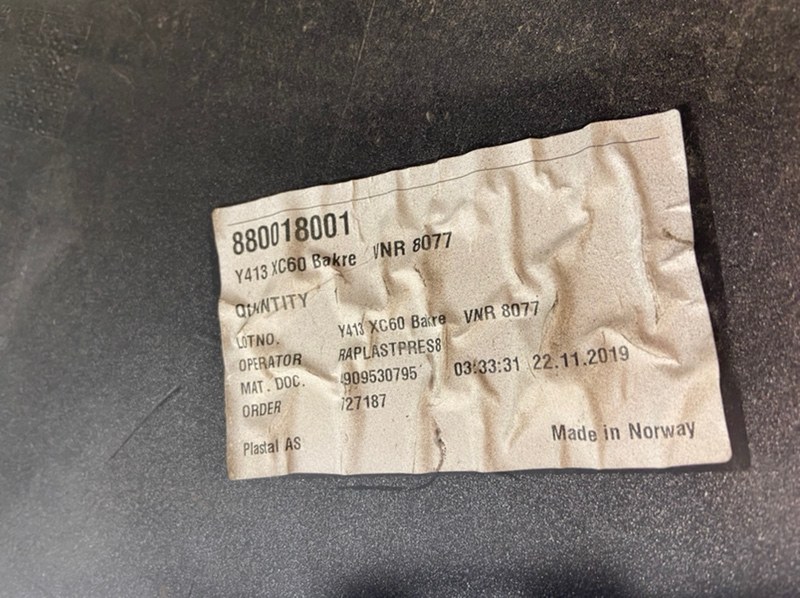 880018001
Y413 XC60 Bakre VNR 8077
QUANTITY
LOTNO. Y413 XC60 Bakre VNR 8077
OPERATOR RAPLASTPRES8
MAT. DOC. 4909530795 03:33:31 22.11.2019
ORDER 727187
Plastal AS Made in Norway